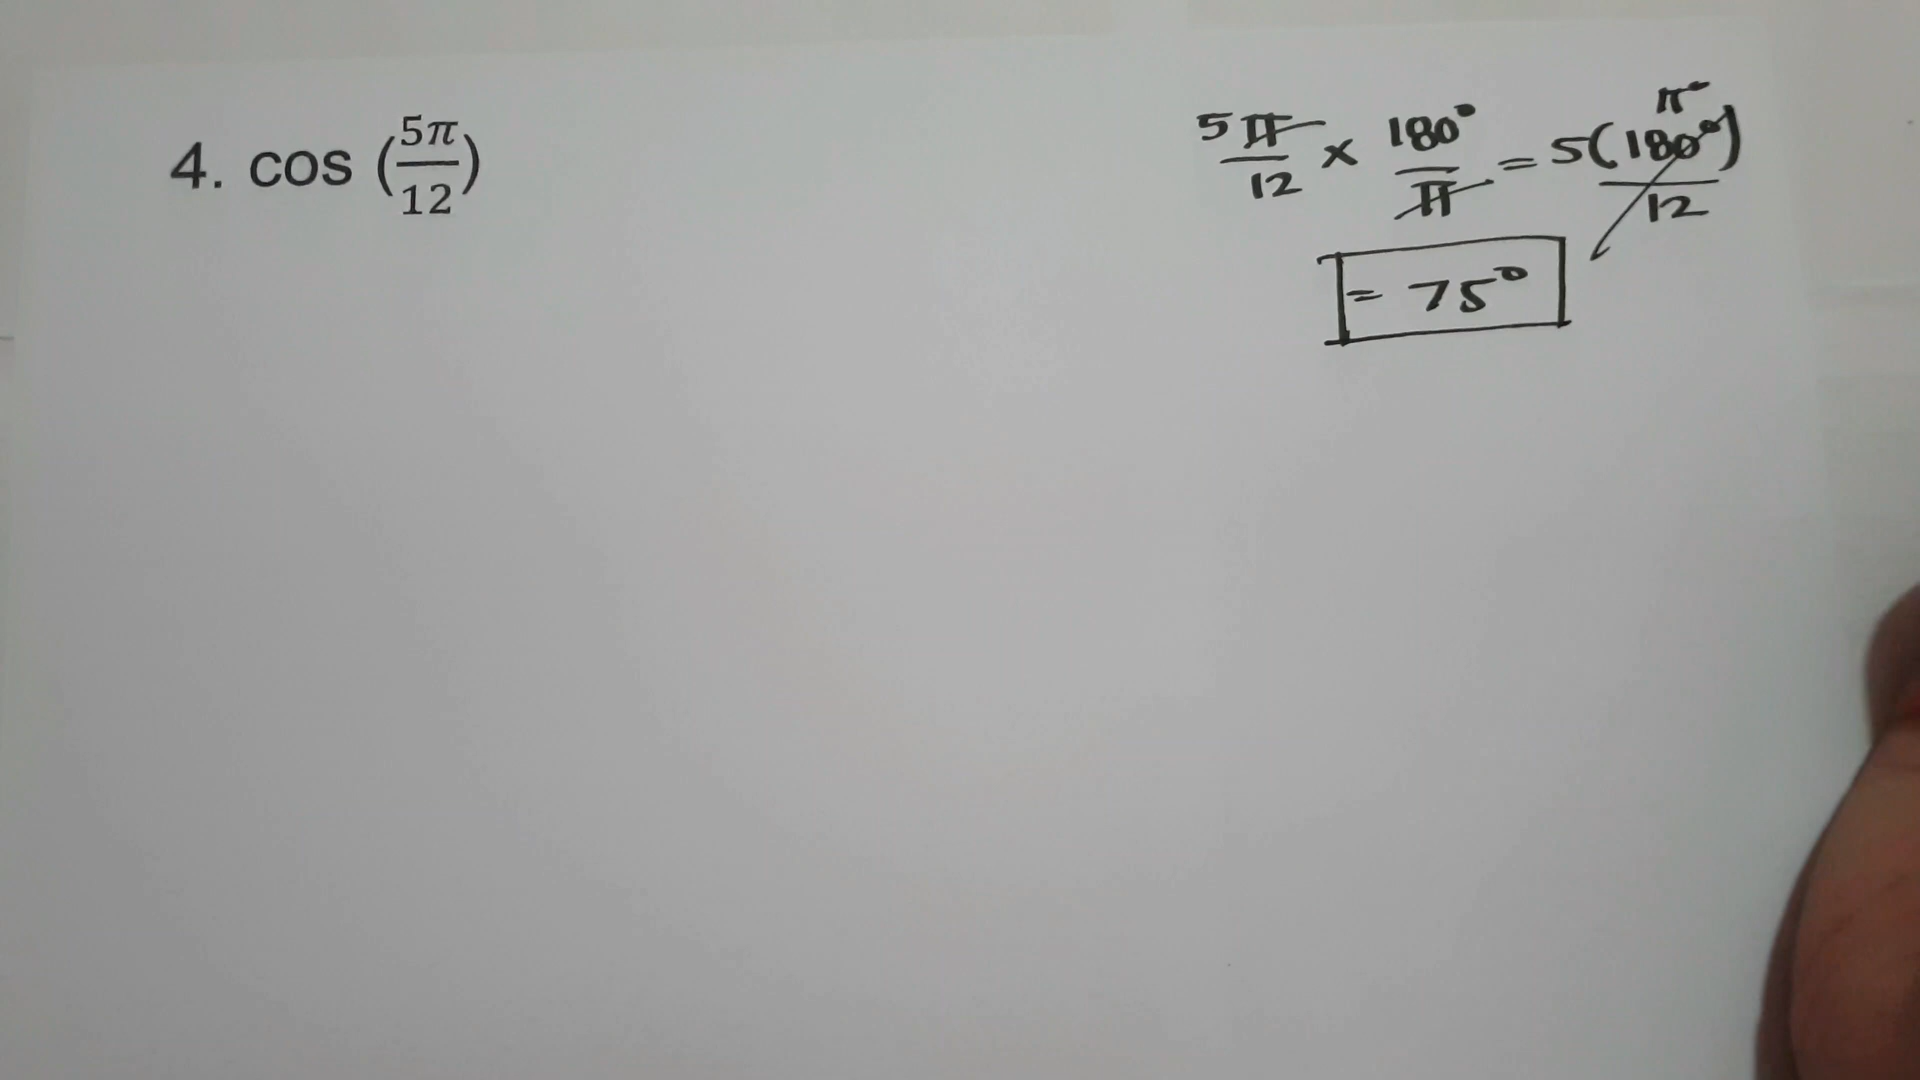 4. cos (5π/12)
5π/12 × 180°/π = 5(180°)/12
= 75°